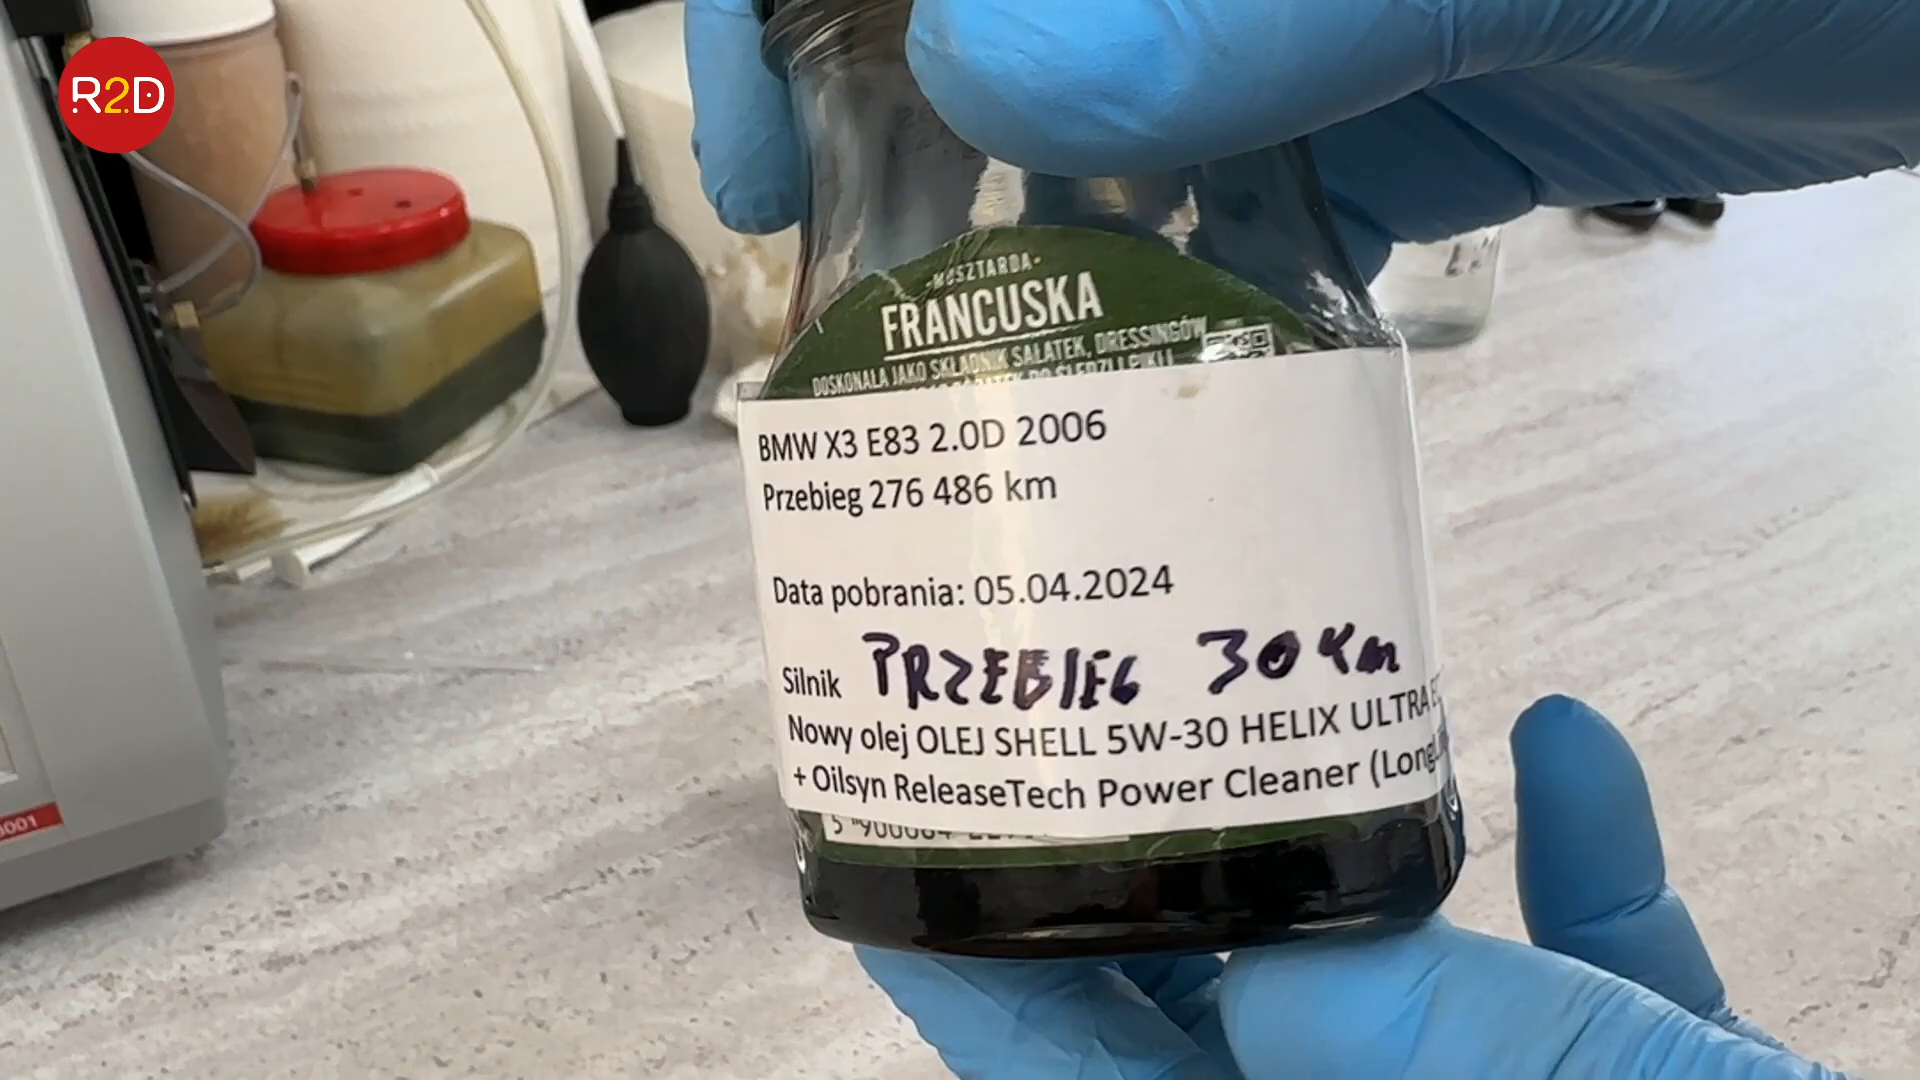 R2D
MUSZTARDA
FRANCUSKA
DOSKONAŁA JAKO SKŁADNIK SAŁATEK, DRESSINGÓW
BMW X3 E83 2.0D 2006
Przebieg 276 486 km
Data pobrania: 05.04.2024
Silnik PRZEBIEG 30 km
Nowy olej OLEJ SHELL 5W-30 HELIX ULTRA
+ Oilsyn ReleaseTech Power Cleaner